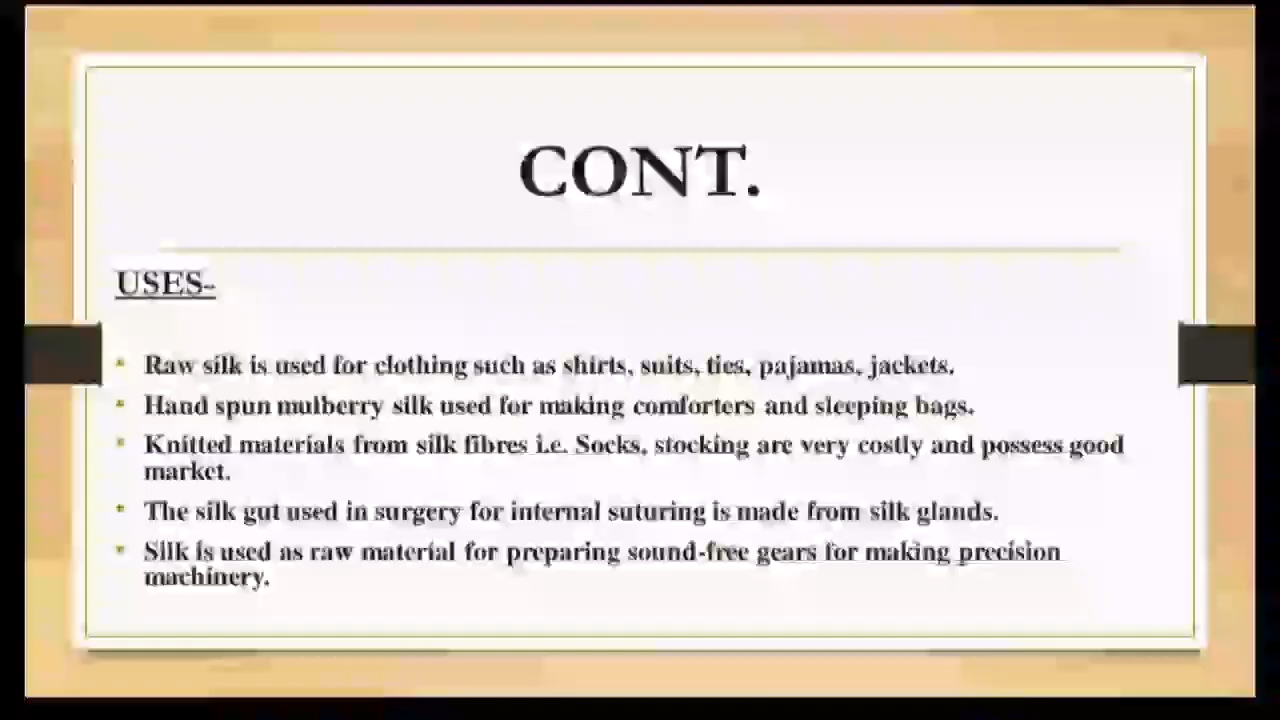 CONT.
USES-
Raw silk is used for clothing such as shirts, suits, ties, pajamas, jackets.
Hand spun mulberry silk used for making comforters and sleeping bags.
Knitted materials from silk fibres i.e. Socks, stocking are very costly and possess good
market.
The silk gut used in surgery for internal suturing is made from silk glands.
Silk is used as raw material for preparing sound-free gears for making precision
machinery.